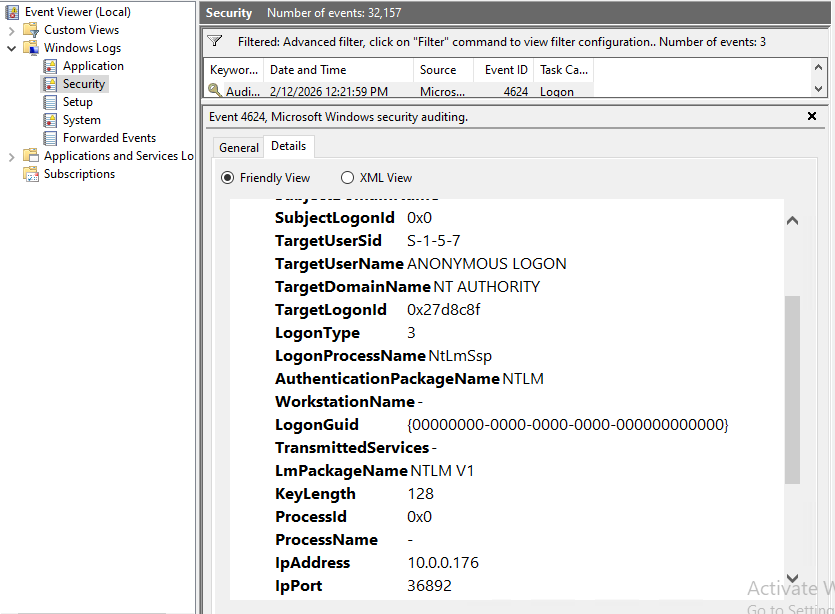 Event Viewer (Local)
Custom Views
Windows Logs
Application
Security
Setup
System
Forwarded Events
Applications and Services Lo
Subscriptions
Security Number of events: 32,157
Filtered: Advanced filter, click on "Filter" command to view filter configuration.. Number of events: 3
Keywor... Date and Time Source Event ID Task Ca...
Audi... 2/12/2026 12:21:59 PM Micros... 4624 Logon
Event 4624, Microsoft Windows security auditing.
General Details
Friendly View XML View
SubjectDomainName
SubjectLogonId 0x0
TargetUserSid S-1-5-7
TargetUserName ANONYMOUS LOGON
TargetDomainName NT AUTHORITY
TargetLogonId 0x27d8c8f
LogonType 3
LogonProcessName NtLmSsp
AuthenticationPackageName NTLM
WorkstationName -
LogonGuid {00000000-0000-0000-0000-000000000000}
TransmittedServices -
LmPackageName NTLM V1
KeyLength 128
ProcessId 0x0
ProcessName -
IpAddress 10.0.0.176
IpPort 36892
Activate W
Go to Setting